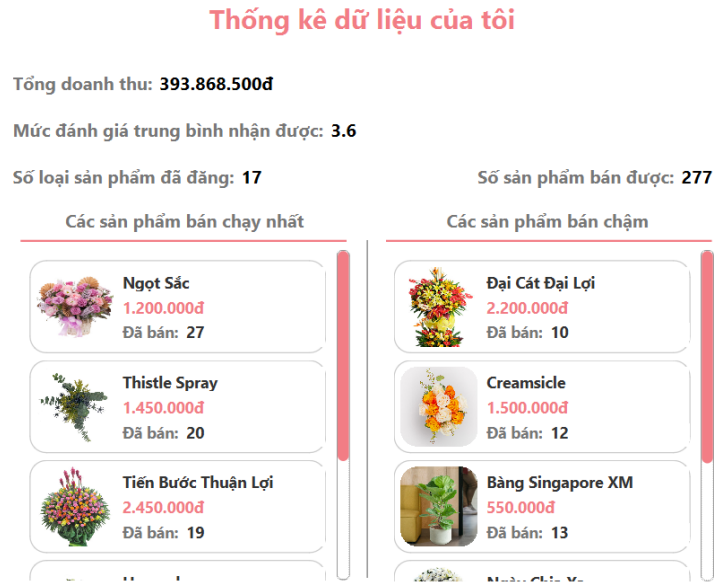 Thống kê dữ liệu của tôi
Tổng doanh thu: 393.868.500đ
Mức đánh giá trung bình nhận được: 3.6
Số loại sản phẩm đã đăng: 17
Số sản phẩm bán được: 277
Các sản phẩm bán chạy nhất
Ngọt Sắc
1.200.000đ
Đã bán: 27
Thistle Spray
1.450.000đ
Đã bán: 20
Tiến Bước Thuận Lợi
2.450.000đ
Đã bán: 19
Các sản phẩm bán chậm
Đại Cát Đại Lợi
2.200.000đ
Đã bán: 10
Creamsicle
1.500.000đ
Đã bán: 12
Bàng Singapore XM
550.000đ
Đã bán: 13